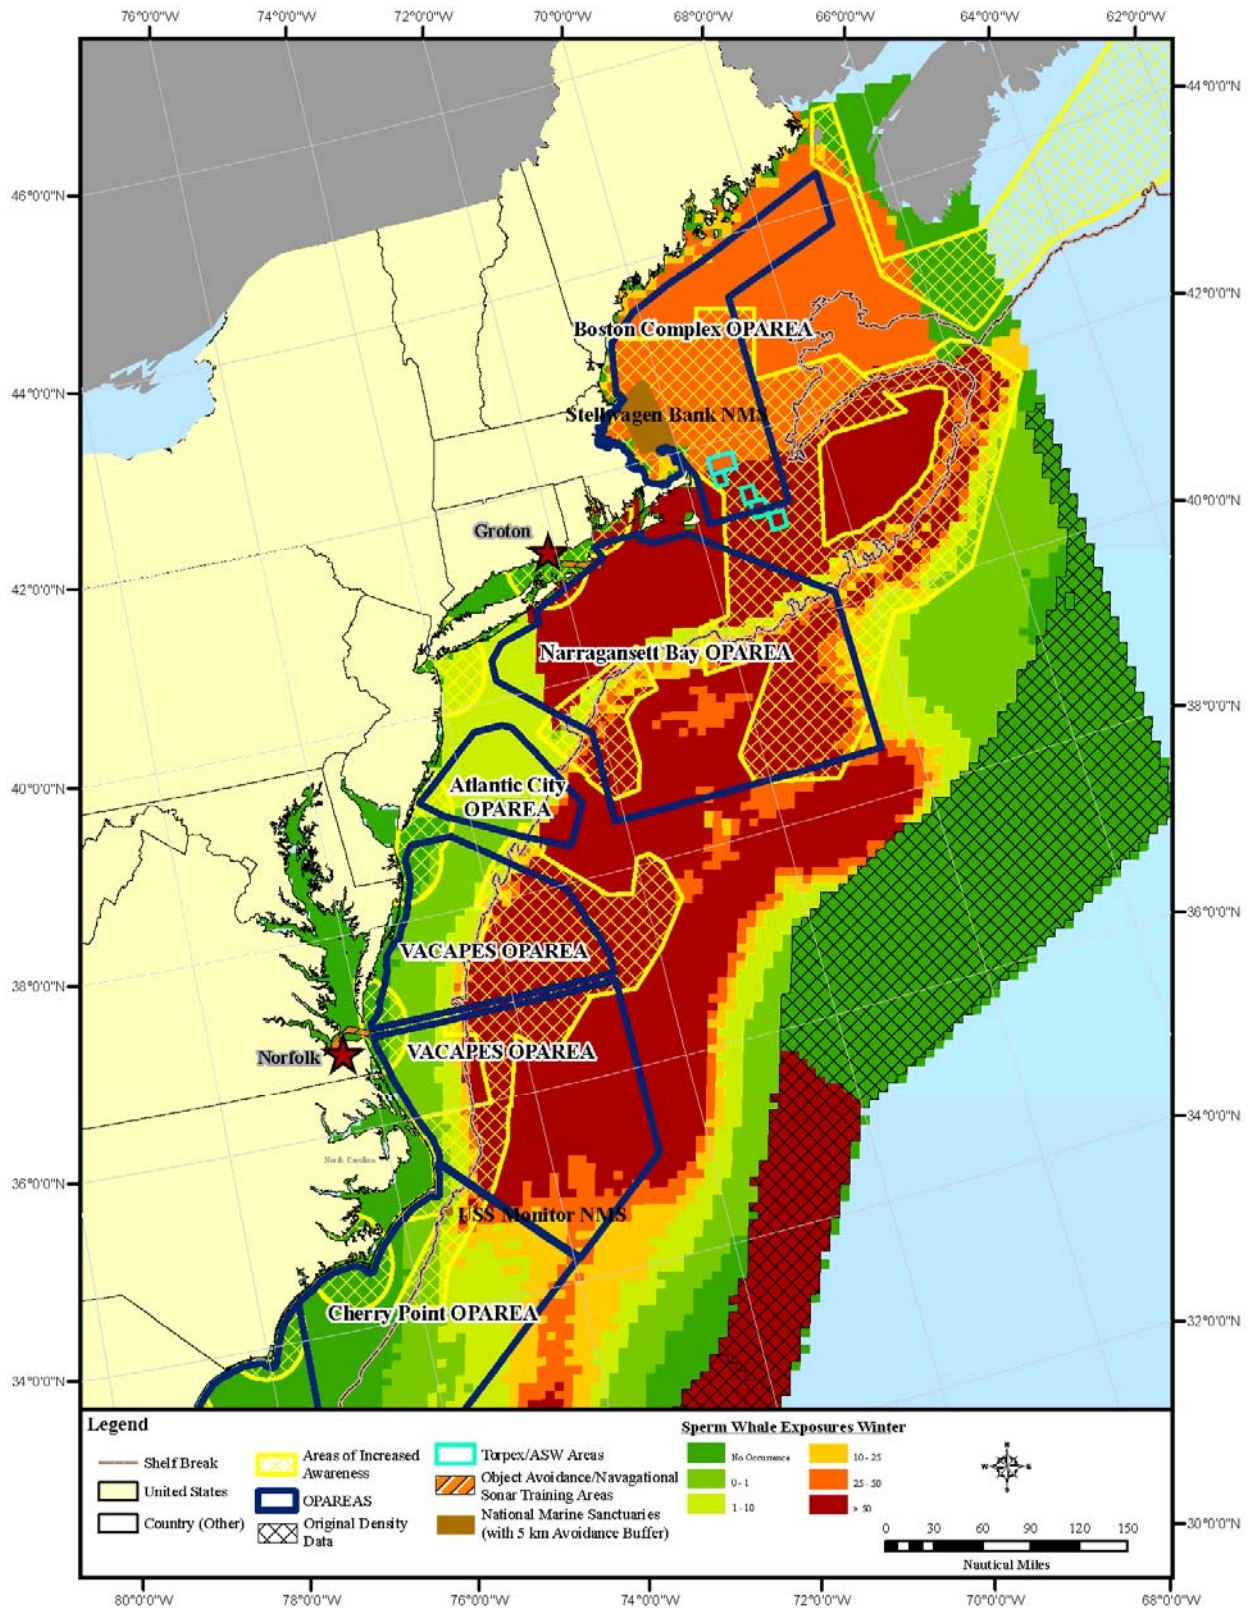 76°0'0"W 74°0'0"W 72°0'0"W 70°0'0"W 68°0'0"W 66°0'0"W 64°0'0"W 62°0'0"W
44°0'0"N
46°0'0"N
42°0'0"N
Boston Complex OPAREA
44°0'0"N
Stellwagen Bank NMS
40°0'0"N
Groton
42°0'0"N
Narragansett Bay OPAREA
38°0'0"N
40°0'0"N
Atlantic City
OPAREA
36°0'0"N
VACAPES OPAREA
38°0'0"N
VACAPES OPAREA
Norfolk
34°0'0"N
North Carolina
36°0'0"N
USS Monitor NMS
Cherry Point OPAREA
32°0'0"N
34°0'0"N
Legend
Shelf Break
United States
Country (Other)
Areas of Increased
Awareness
OPAREAS
Original Density
Data
Torpex/ASW Areas
Object Avoidance/Navagational
Sonar Training Areas
National Marine Sanctuaries
(with 5 km Avoidance Buffer)
Sperm Whale Exposures Winter
No Occurrence
0 - 1
1 - 10
10 - 25
25 - 50
> 50
N
W E
S
0 30 60 90 120 150
Nautical Miles
30°0'0"N
80°0'0"W 78°0'0"W 76°0'0"W 74°0'0"W 72°0'0"W 70°0'0"W 68°0'0"W